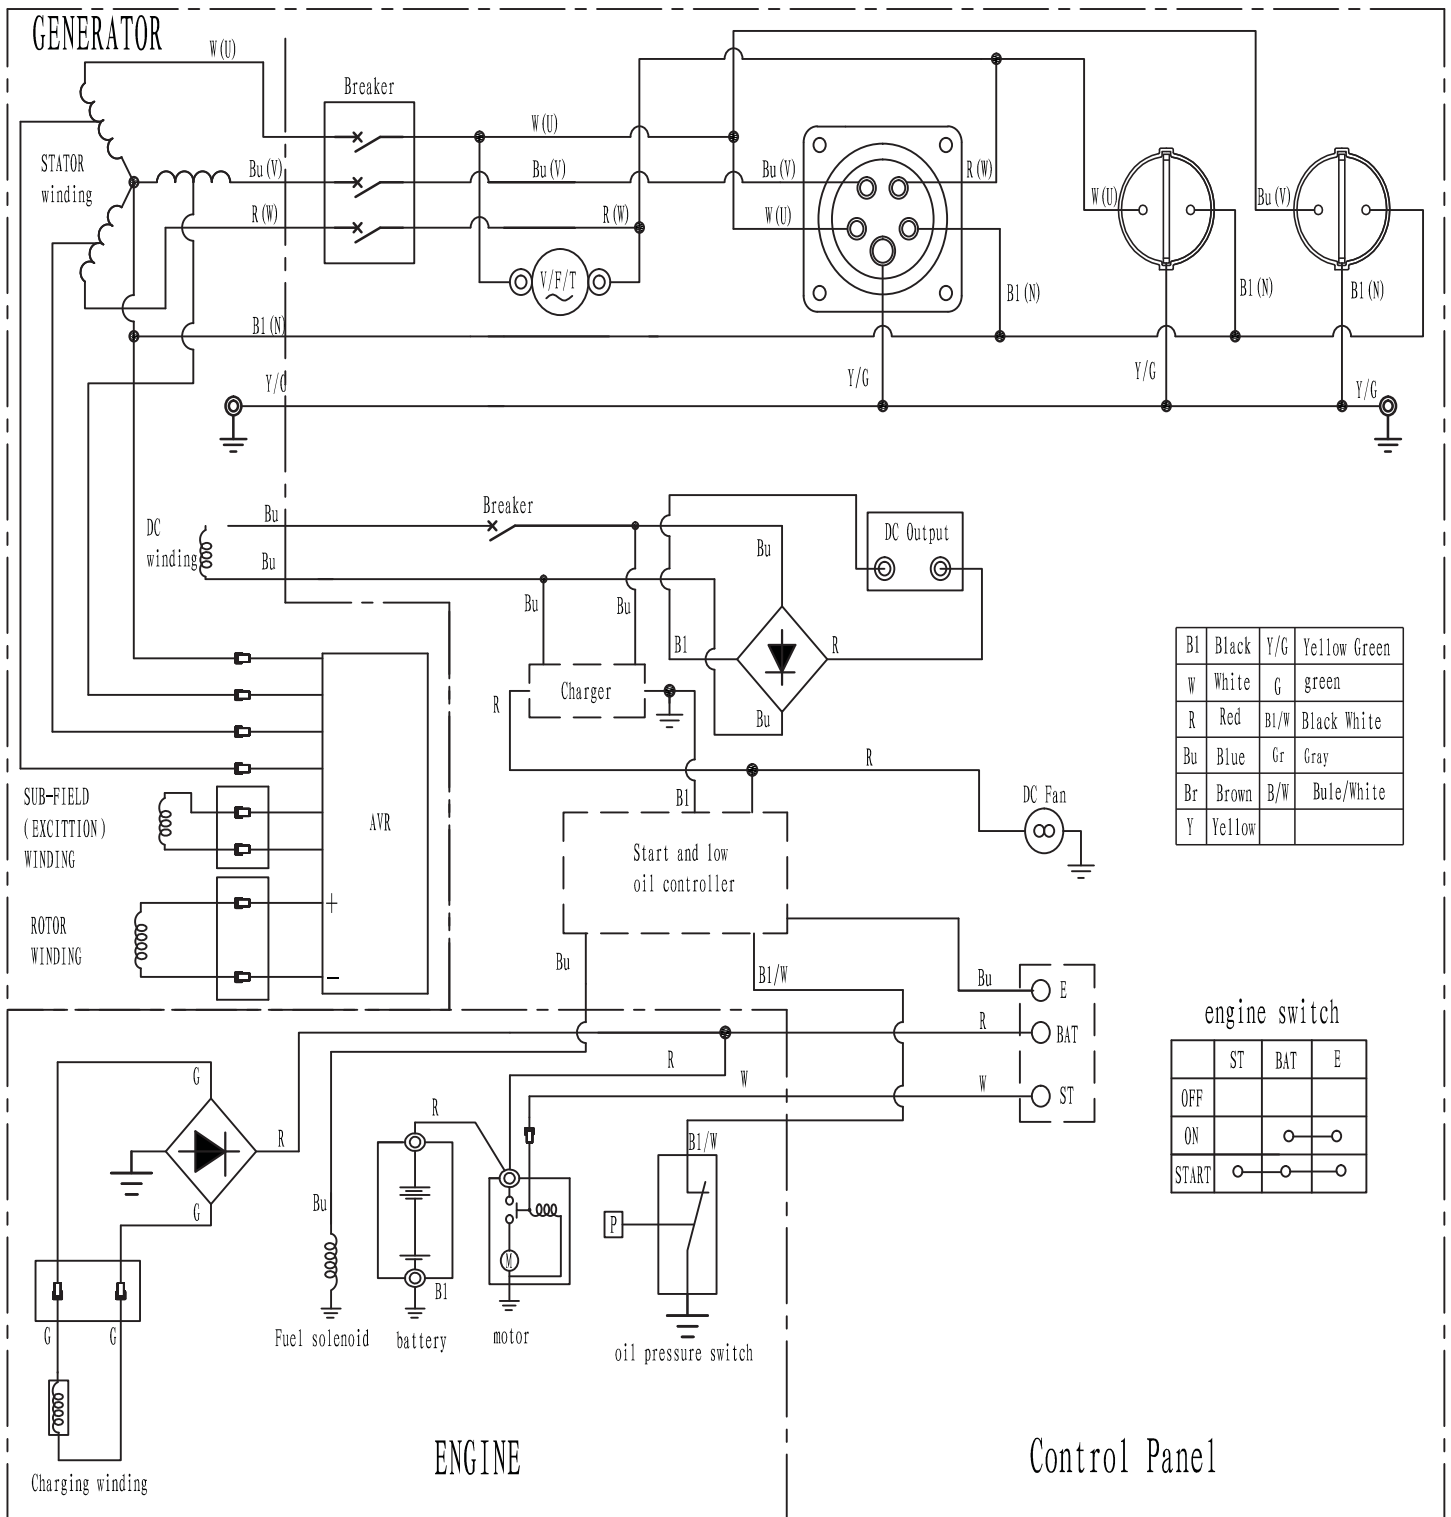 GENERATOR
W(U)
Breaker
W(U)
STATOR
winding
Bu(V)
Bu(V)
Bu(V)
R(W)
R(W)
R(W)
W(U)
W(U)
Bu(V)
V/F/T
B1(N)
B1(N)
B1(N)
B1(N)
Y/G
Y/G
Y/G
Y/G
DC
winding
Bu
Bu
Breaker
Bu
Bu
Bu
DC Output
B1
R
Charger
R
Bu
R
B1
DC Fan
B1 Black Y/G Yellow Green
W White G green
R Red B1/W Black White
Bu Blue Gr Gray
Br Brown B/W Bule/White
Y Yellow
SUB-FIELD
(EXCITTION)
WINDING
AVR
Start and low
oil controller
ROTOR
WINDING
+
−
Bu
B1/W
Bu
E
R
BAT
W
ST
engine switch
ST BAT E
OFF
ON
START
G
R
R
W
R
B1/W
G
Bu
P
M
B1
G
G
Fuel solenoid
battery
motor
oil pressure switch
Charging winding
ENGINE
Control Panel